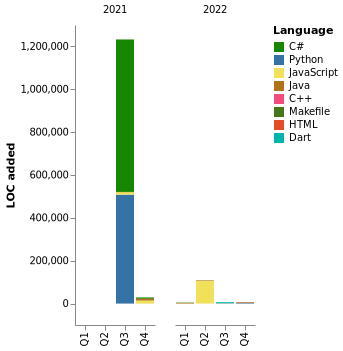 2021
2022
LOC added
1,200,000
1,000,000
800,000
600,000
400,000
200,000
0
Q1
Q2
Q3
Q4
Q1
Q2
Q3
Q4
Language
C#
Python
JavaScript
Java
C++
Makefile
HTML
Dart